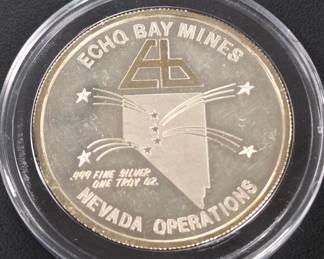 ECHO BAY MINES
.999 FINE SILVER
ONE TROY OZ.
NEVADA OPERATIONS